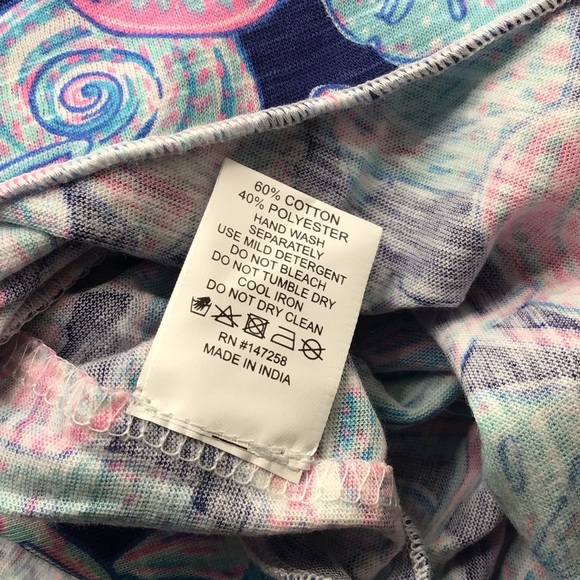 60% COTTON
40% POLYESTER
HAND WASH
SEPARATELY
USE MILD DETERGENT
DO NOT BLEACH
DO NOT TUMBLE DRY
COOL IRON
DO NOT DRY CLEAN
RN #147258
MADE IN INDIA